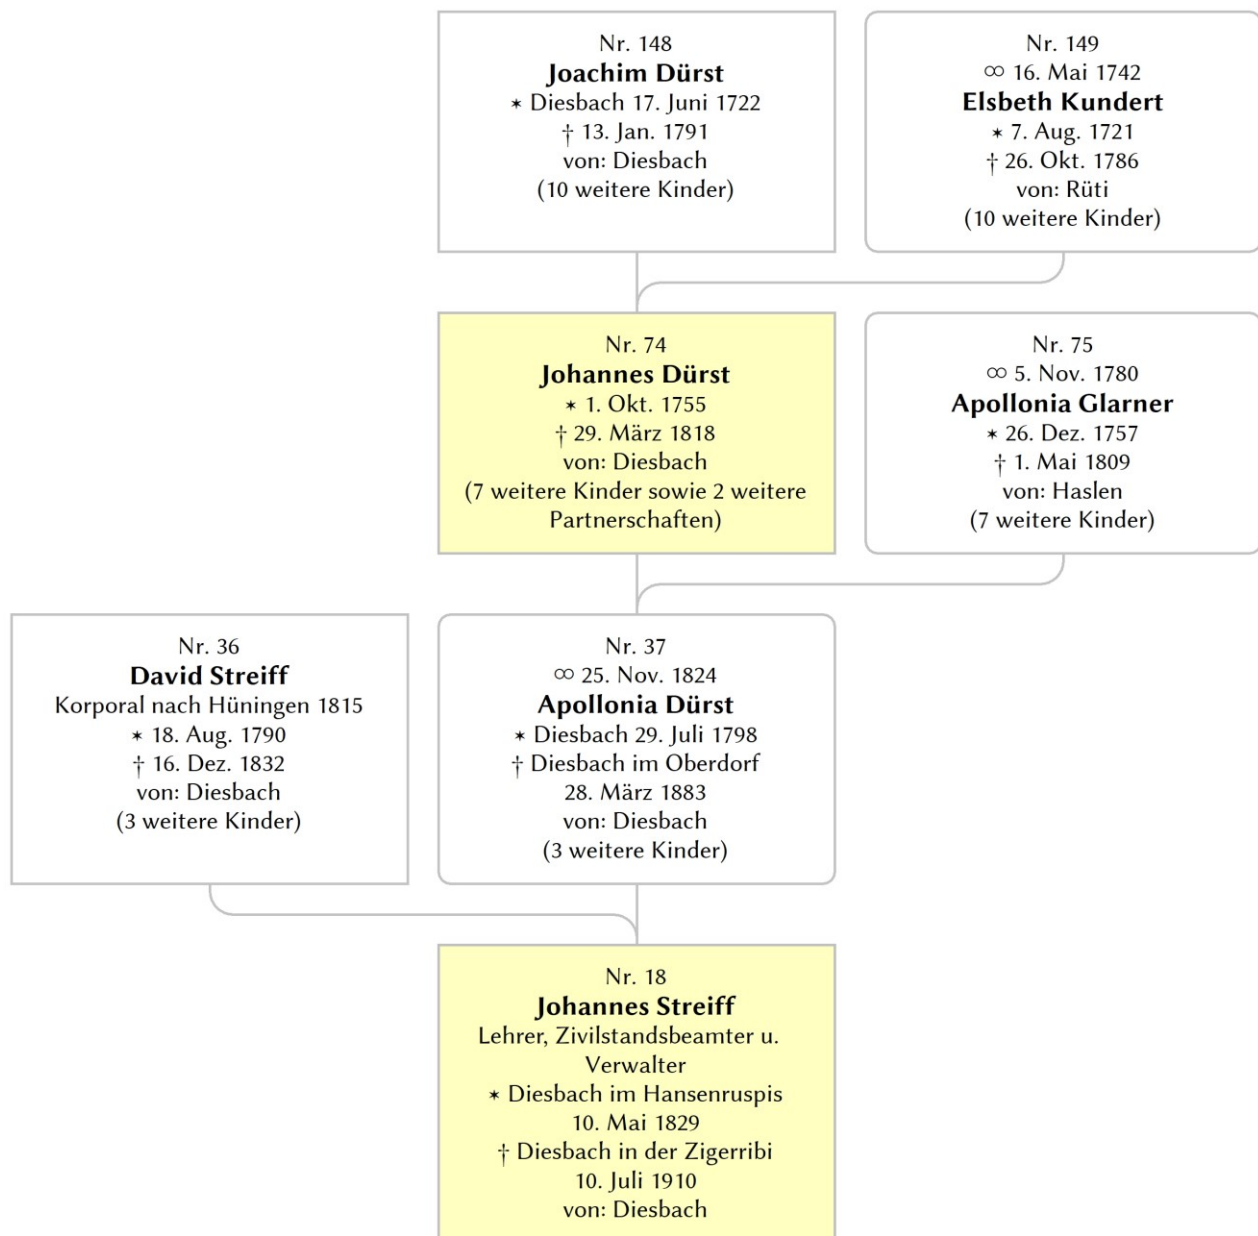 Nr. 148
Joachim Dürst
✶ Diesbach 17. Juni 1722
† 13. Jan. 1791
von: Diesbach
(10 weitere Kinder)
Nr. 149
∞ 16. Mai 1742
Elsbeth Kundert
✶ 7. Aug. 1721
† 26. Okt. 1786
von: Rüti
(10 weitere Kinder)
Nr. 74
Johannes Dürst
✶ 1. Okt. 1755
† 29. März 1818
von: Diesbach
(7 weitere Kinder sowie 2 weitere
Partnerschaften)
Nr. 75
∞ 5. Nov. 1780
Apollonia Glarner
✶ 26. Dez. 1757
† 1. Mai 1809
von: Haslen
(7 weitere Kinder)
Nr. 36
David Streiff
Korporal nach Hüningen 1815
✶ 18. Aug. 1790
† 16. Dez. 1832
von: Diesbach
(3 weitere Kinder)
Nr. 37
∞ 25. Nov. 1824
Apollonia Dürst
✶ Diesbach 29. Juli 1798
† Diesbach im Oberdorf
28. März 1883
von: Diesbach
(3 weitere Kinder)
Nr. 18
Johannes Streiff
Lehrer, Zivilstandsbeamter u.
Verwalter
✶ Diesbach im Hansenruspis
10. Mai 1829
† Diesbach in der Zigerribi
10. Juli 1910
von: Diesbach